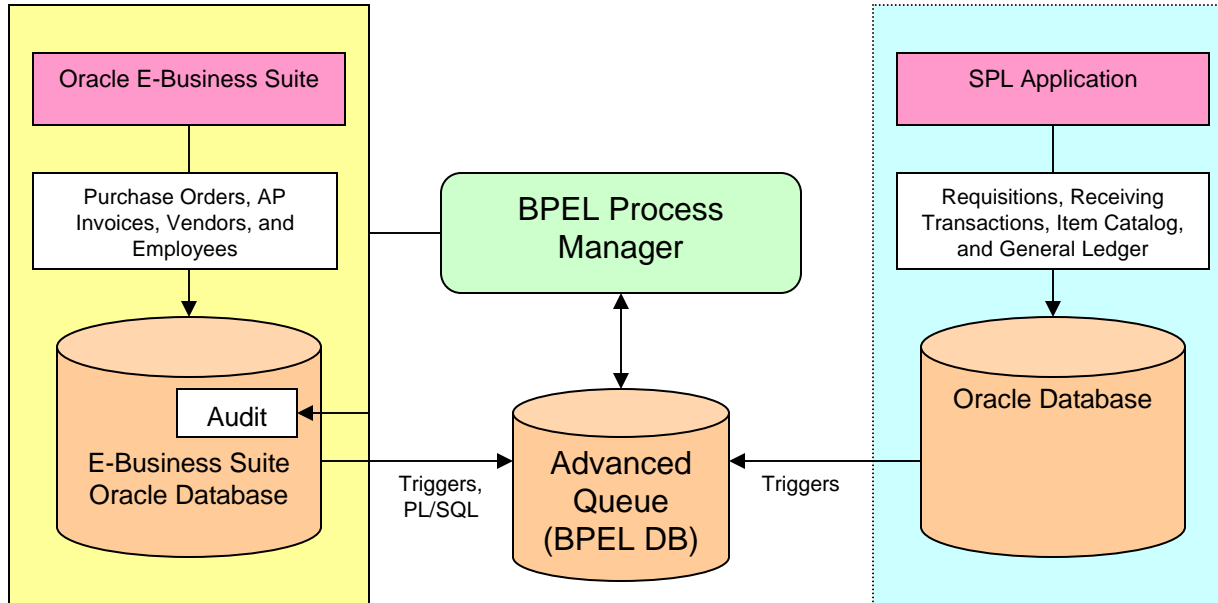 Oracle E-Business Suite
Purchase Orders, AP
Invoices, Vendors, and
Employees
Audit
E-Business Suite
Oracle Database
Triggers,
PL/SQL
BPEL Process
Manager
Advanced
Queue
(BPEL DB)
Triggers
SPL Application
Requisitions, Receiving
Transactions, Item Catalog,
and General Ledger
Oracle Database